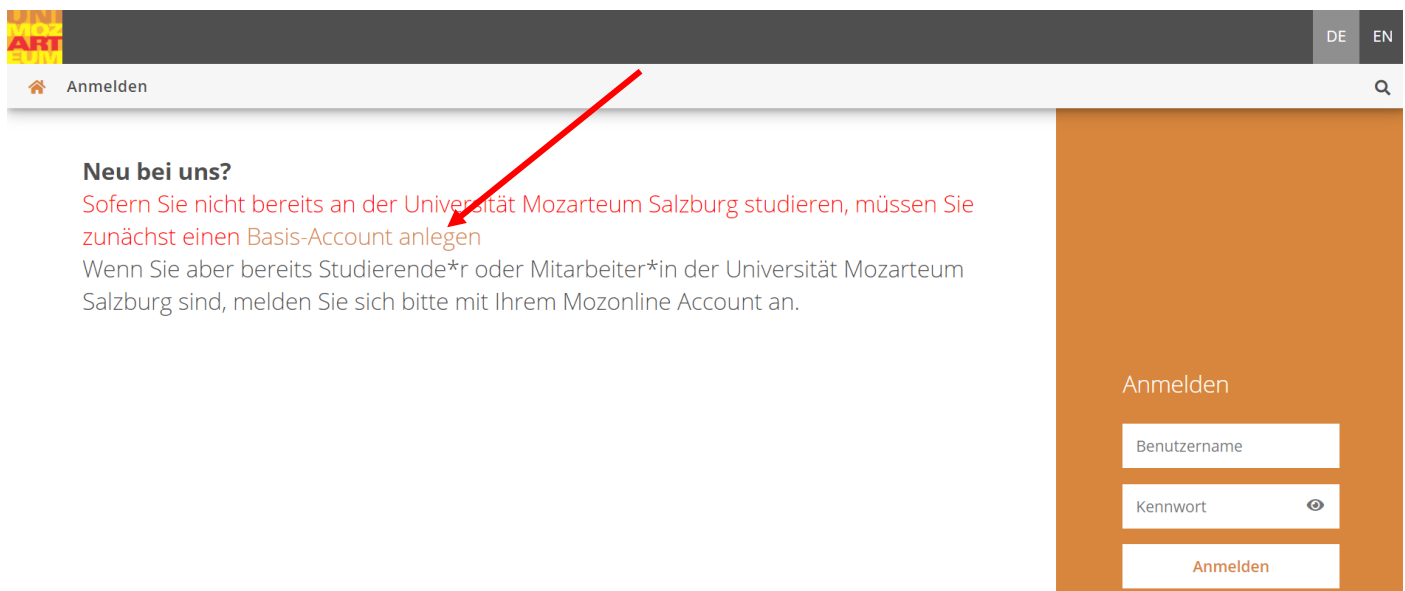 UNI
MOZ
ART
EUM
DE EN
Anmelden
Neu bei uns?
Sofern Sie nicht bereits an der Universität Mozarteum Salzburg studieren, müssen Sie
zunächst einen Basis-Account anlegen
Wenn Sie aber bereits Studierende*r oder Mitarbeiter*in der Universität Mozarteum
Salzburg sind, melden Sie sich bitte mit Ihrem Mozonline Account an.
Anmelden
Benutzername
Kennwort
Anmelden